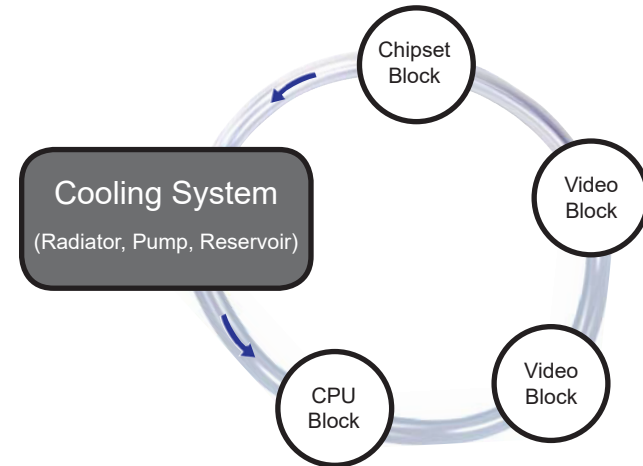 Chipset
Block
Cooling System
(Radiator, Pump, Reservoir)
Video
Block
Video
Block
CPU
Block